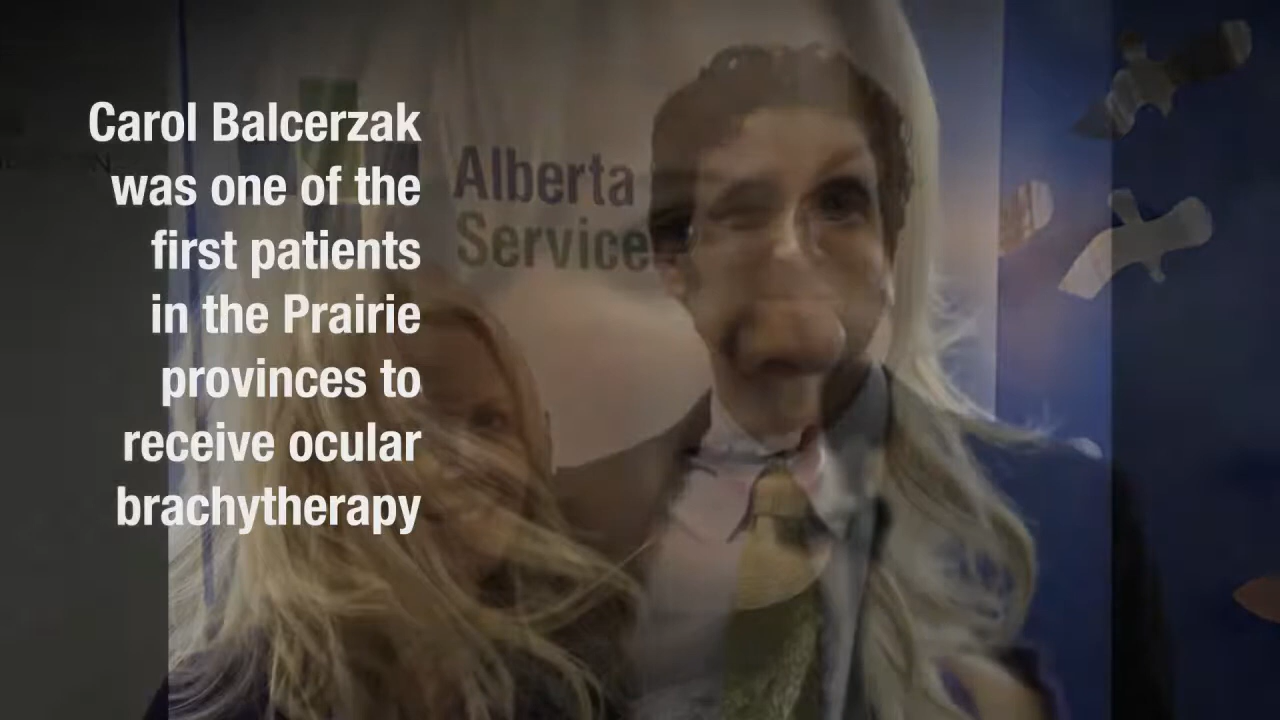 Carol Balcerzak
was one of the
first patients
in the Prairie
provinces to
receive ocular
brachytherapy
Alberta
Service